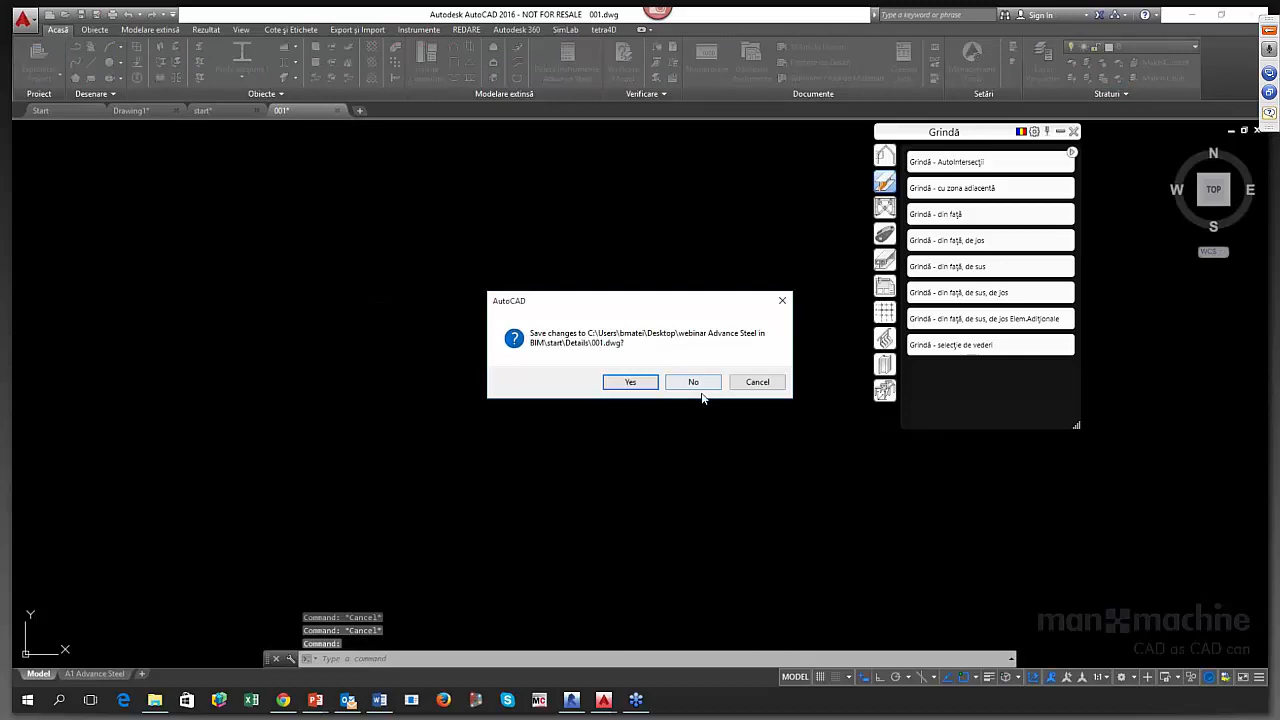 Autodesk AutoCAD 2016 - NOT FOR RESALE 001.dwg
Type a keyword or phrase
Sign In
Acasă Obiecte Modelare extinsă Rezultat View Cote și Etichete Export și Import Instrumente REDARE Autodesk 360 SimLab tetra4D
Proiect Desenare Obiecte Modelare extinsă Verificare Documente Setări Straturi
Start Drawing1* start* 001*
Grindă
Grindă - AutoIntersecții
Grindă - cu zona adiacentă
Grindă - din față
Grindă - din față, de jos
Grindă - din față, de sus
Grindă - din față, de sus, de jos
Grindă - din față, de sus, de jos Elem.Adiționale
Grindă - selecție de vederi
N
W TOP E
S
WCS
AutoCAD
Save changes to C:\Users\bmatei\Desktop\webinar Advance Steel in
BIM\start\Details\001.dwg?
Yes No Cancel
Command: *Cancel*
Command: *Cancel*
Command:
Type a command
Y
X
man machine
CAD as CAD can
Model A1 Advance Steel
MODEL 1:1